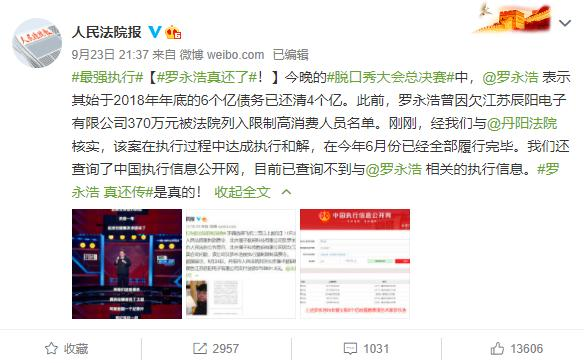 人民法院报
9月23日 21:37 来自 微博 weibo.com 已编辑
#最强执行#【#罗永浩真还了#！】今晚的#脱口秀大会总决赛#中，@罗永浩 表示
其始于2018年年底的6个亿债务已还清4个亿。此前，罗永浩曾因欠江苏辰阳电子
有限公司370万元被法院列入限制高消费人员名单。刚刚，经我们与@丹阳法院
核实，该案在执行过程中达成执行和解，在今年6月份已经全部履行完毕。我们还
查询了中国执行信息公开网，目前已查询不到与@罗永浩 相关的执行信息。#罗
永浩 真还传#是真的！ 收起全文
中国执行信息公开网
收藏
2957
1031
13606